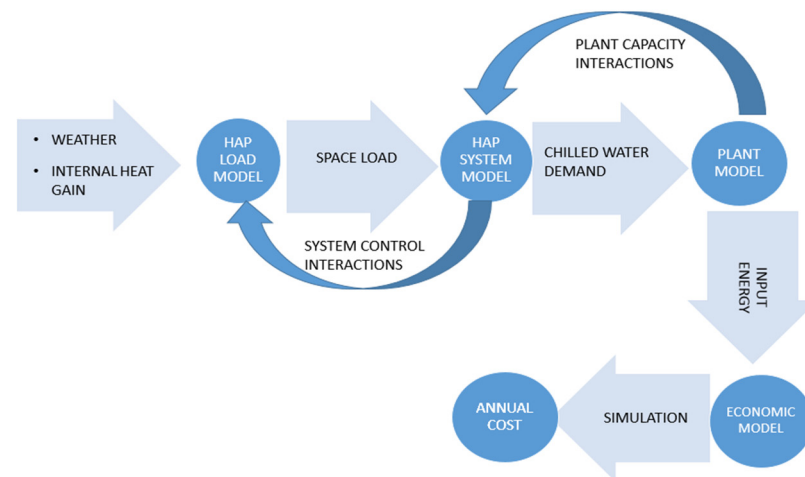 PLANT CAPACITY
INTERACTIONS
• WEATHER
• INTERNAL HEAT
GAIN
HAP
LOAD
MODEL
SPACE LOAD
HAP
SYSTEM
MODEL
CHILLED WATER
DEMAND
PLANT
MODEL
SYSTEM CONTROL
INTERACTIONS
INPUT
ENERGY
ANNUAL
COST
SIMULATION
ECONOMIC
MODEL